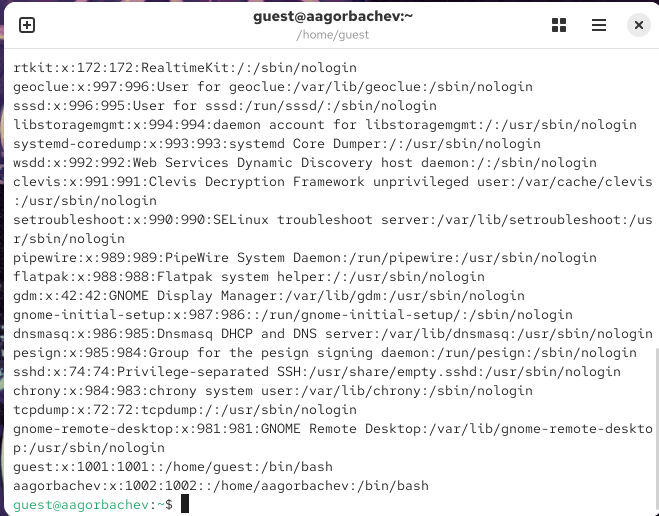 guest@aagorbachev:~
/home/guest
rtkit:x:172:172:RealtimeKit:/:/sbin/nologin
geoclue:x:997:996:User for geoclue:/var/lib/geoclue:/sbin/nologin
sssd:x:996:995:User for sssd:/run/sssd/:/sbin/nologin
libstoragemgmt:x:994:994:daemon account for libstoragemgmt:/:/usr/sbin/nologin
systemd-coredump:x:993:993:systemd Core Dumper:/:/usr/sbin/nologin
wsdd:x:992:992:Web Services Dynamic Discovery host daemon:/:/sbin/nologin
clevis:x:991:991:Clevis Decryption Framework unprivileged user:/var/cache/clevis
:/usr/sbin/nologin
setroubleshoot:x:990:990:SELinux troubleshoot server:/var/lib/setroubleshoot:/us
r/sbin/nologin
pipewire:x:989:989:PipeWire System Daemon:/run/pipewire:/usr/sbin/nologin
flatpak:x:988:988:Flatpak system helper:/:/usr/sbin/nologin
gdm:x:42:42:GNOME Display Manager:/var/lib/gdm:/usr/sbin/nologin
gnome-initial-setup:x:987:986::/run/gnome-initial-setup/:/sbin/nologin
dnsmasq:x:986:985:Dnsmasq DHCP and DNS server:/var/lib/dnsmasq:/usr/sbin/nologin
pesign:x:985:984:Group for the pesign signing daemon:/run/pesign:/sbin/nologin
sshd:x:74:74:Privilege-separated SSH:/usr/share/empty.sshd:/usr/sbin/nologin
chrony:x:984:983:chrony system user:/var/lib/chrony:/sbin/nologin
tcpdump:x:72:72:tcpdump:/:/usr/sbin/nologin
gnome-remote-desktop:x:981:981:GNOME Remote Desktop:/var/lib/gnome-remote-deskto
p:/usr/sbin/nologin
guest:x:1001:1001::/home/guest:/bin/bash
aagorbachev:x:1002:1002::/home/aagorbachev:/bin/bash
guest@aagorbachev:~$